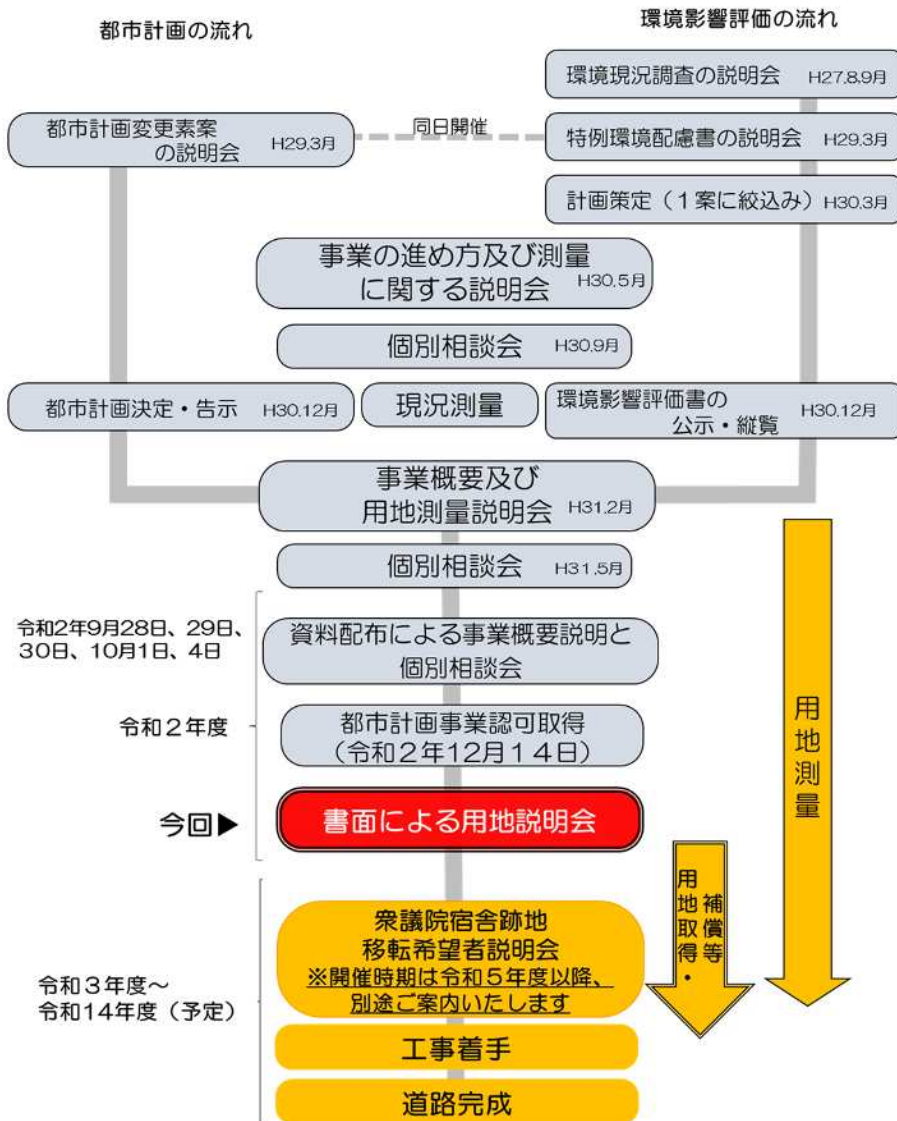 都市計画の流れ
環境影響評価の流れ
環境現況調査の説明会 H27.8.9月
都市計画変更素案
の説明会 H29.3月
同日開催
特例環境配慮書の説明会 H29.3月
計画策定（１案に絞込み）H30.3月
事業の進め方及び測量
に関する説明会 H30.5月
個別相談会 H30.9月
都市計画決定・告示 H30.12月
現況測量
環境影響評価書の
公示・縦覧 H30.12月
事業概要及び
用地測量説明会 H31.2月
個別相談会 H31.5月
令和2年9月28日、29日、
30日、10月1日、4日
資料配布による事業概要説明と
個別相談会
令和２年度
都市計画事業認可取得
（令和２年１２月１４日）
今回▶
書面による用地説明会
用地測量
用地取得・
補償等
衆議院宿舎跡地
移転希望者説明会
※開催時期は令和５年度以降、
別途ご案内いたします
令和３年度～
令和14年度（予定）
工事着手
道路完成